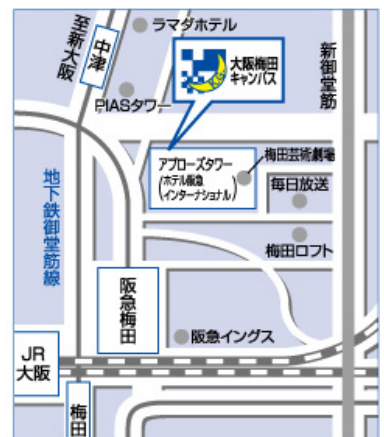 ラマダホテル
至新大阪
中津
大阪梅田
キャンパス
新御堂筋
PIASタワー
アプローズタワー
(ホテル阪急
インターナショナル)
梅田芸術劇場
毎日放送
地下鉄御堂筋線
梅田ロフト
阪急梅田
阪急イングス
JR
大阪
梅田